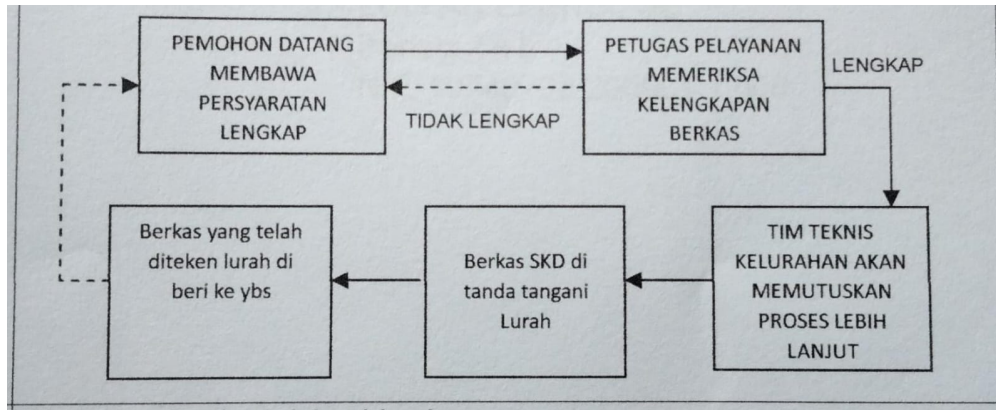 PEMOHON DATANG
MEMBAWA
PERSYARATAN
LENGKAP
TIDAK LENGKAP
PETUGAS PELAYANAN
MEMERIKSA
KELENGKAPAN
BERKAS
LENGKAP
TIM TEKNIS
KELURAHAN AKAN
MEMUTUSKAN
PROSES LEBIH
LANJUT
Berkas SKD di
tanda tangani
Lurah
Berkas yang telah
diteken lurah di
beri ke ybs